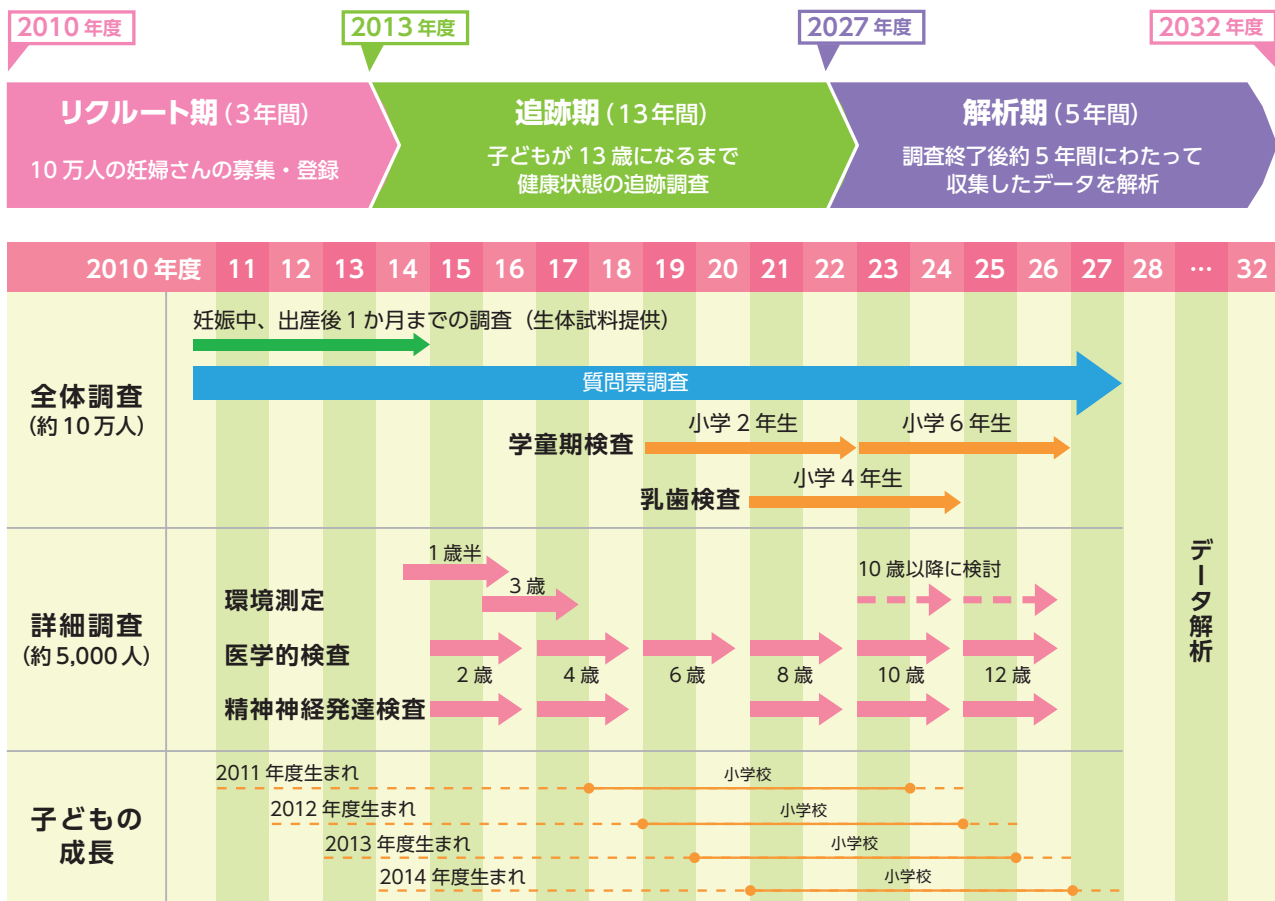 2010 年度
2013 年度
2027 年度
2032 年度
リクルート期(3年間)
10 万人の妊婦さんの募集・登録
追跡期(13年間)
子どもが 13 歳になるまで
健康状態の追跡調査
解析期(5年間)
調査終了後約 5 年間にわたって
収集したデータを解析
2010 年度 11 12 13 14 15 16 17 18 19 20 21 22 23 24 25 26 27 28 … 32
全体調査
(約 10 万人)
妊娠中、出産後 1 か月までの調査(生体試料提供)
質問票調査
学童期検査
小学 2 年生
小学 6 年生
乳歯検査
小学 4 年生
詳細調査
(約 5,000 人)
環境測定
1 歳半
3 歳
10 歳以降に検討
医学的検査
2 歳 4 歳 6 歳 8 歳 10 歳 12 歳
精神神経発達検査
データ解析
子どもの
成長
2011 年度生まれ
小学校
2012 年度生まれ
小学校
2013 年度生まれ
小学校
2014 年度生まれ
小学校